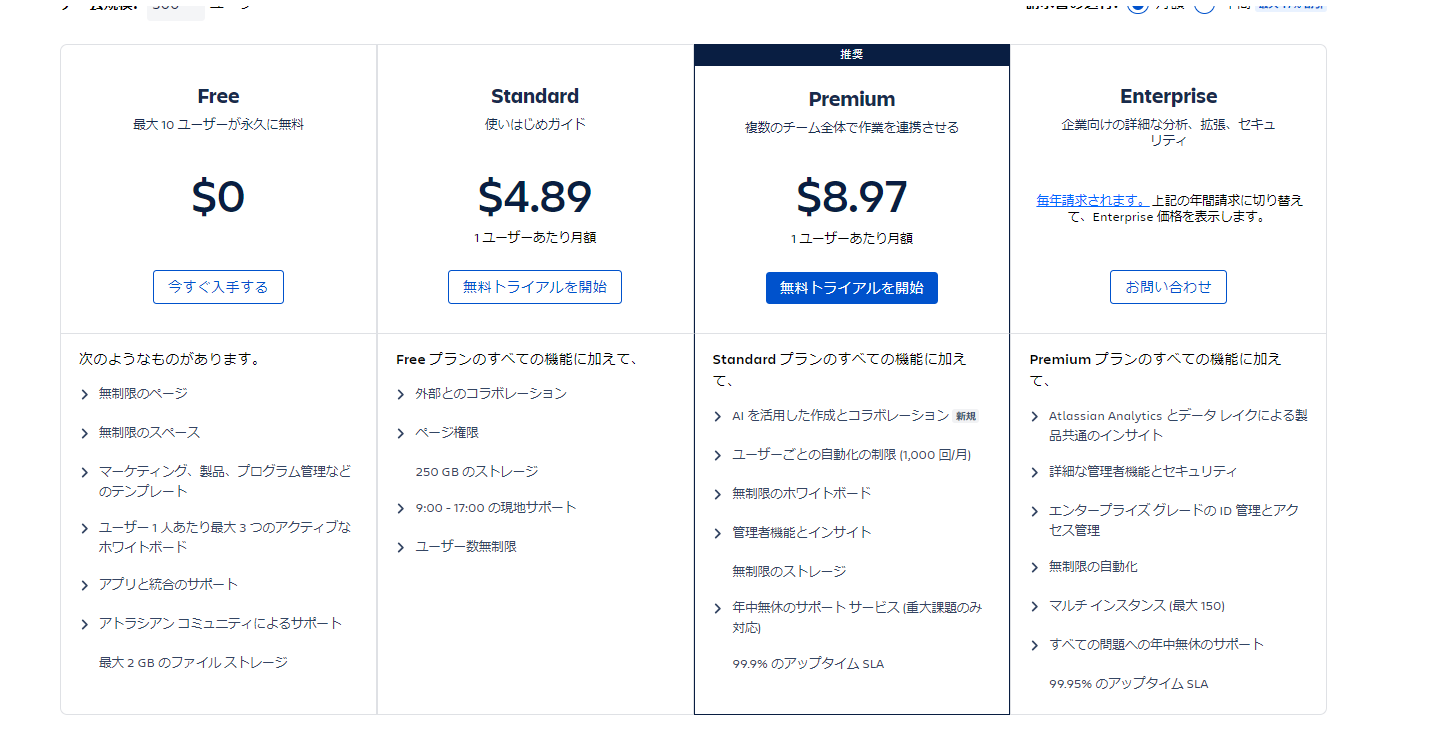 ユーザー
月額
年間
推奨
Free
最大 10 ユーザーが永久に無料
$0
今すぐ入手する
Standard
使いはじめガイド
$4.89
1 ユーザーあたり月額
無料トライアルを開始
Premium
複数のチーム全体で作業を連携させる
$8.97
1 ユーザーあたり月額
無料トライアルを開始
Enterprise
企業向けの詳細な分析、拡張、セキュ
リティ
毎年請求されます。 上記の年間請求に切り替え
て、Enterprise 価格を表示します。
お問い合わせ
次のようなものがあります。
無制限のページ
無制限のスペース
マーケティング、製品、プログラム管理など
のテンプレート
ユーザー 1 人あたり最大 3 つのアクティブな
ホワイトボード
アプリと統合のサポート
アトラシアン コミュニティによるサポート
最大 2 GB のファイル ストレージ
Free プランのすべての機能に加えて、
外部とのコラボレーション
ページ権限
250 GB のストレージ
9:00 - 17:00 の現地サポート
ユーザー数無制限
Standard プランのすべての機能に加え
て、
AI を活用した作成とコラボレーション 新規
ユーザーごとの自動化の制限 (1,000 回/月)
無制限のホワイトボード
管理者機能とインサイト
無制限のストレージ
年中無休のサポート サービス (重大課題のみ
対応)
99.9% のアップタイム SLA
Premium プランのすべての機能に加え
て、
Atlassian Analytics とデータ レイクによる製
品共通のインサイト
詳細な管理者機能とセキュリティ
エンタープライズ グレードの ID 管理とアク
セス管理
無制限の自動化
マルチ インスタンス (最大 150)
すべての問題への年中無休のサポート
99.95% のアップタイム SLA